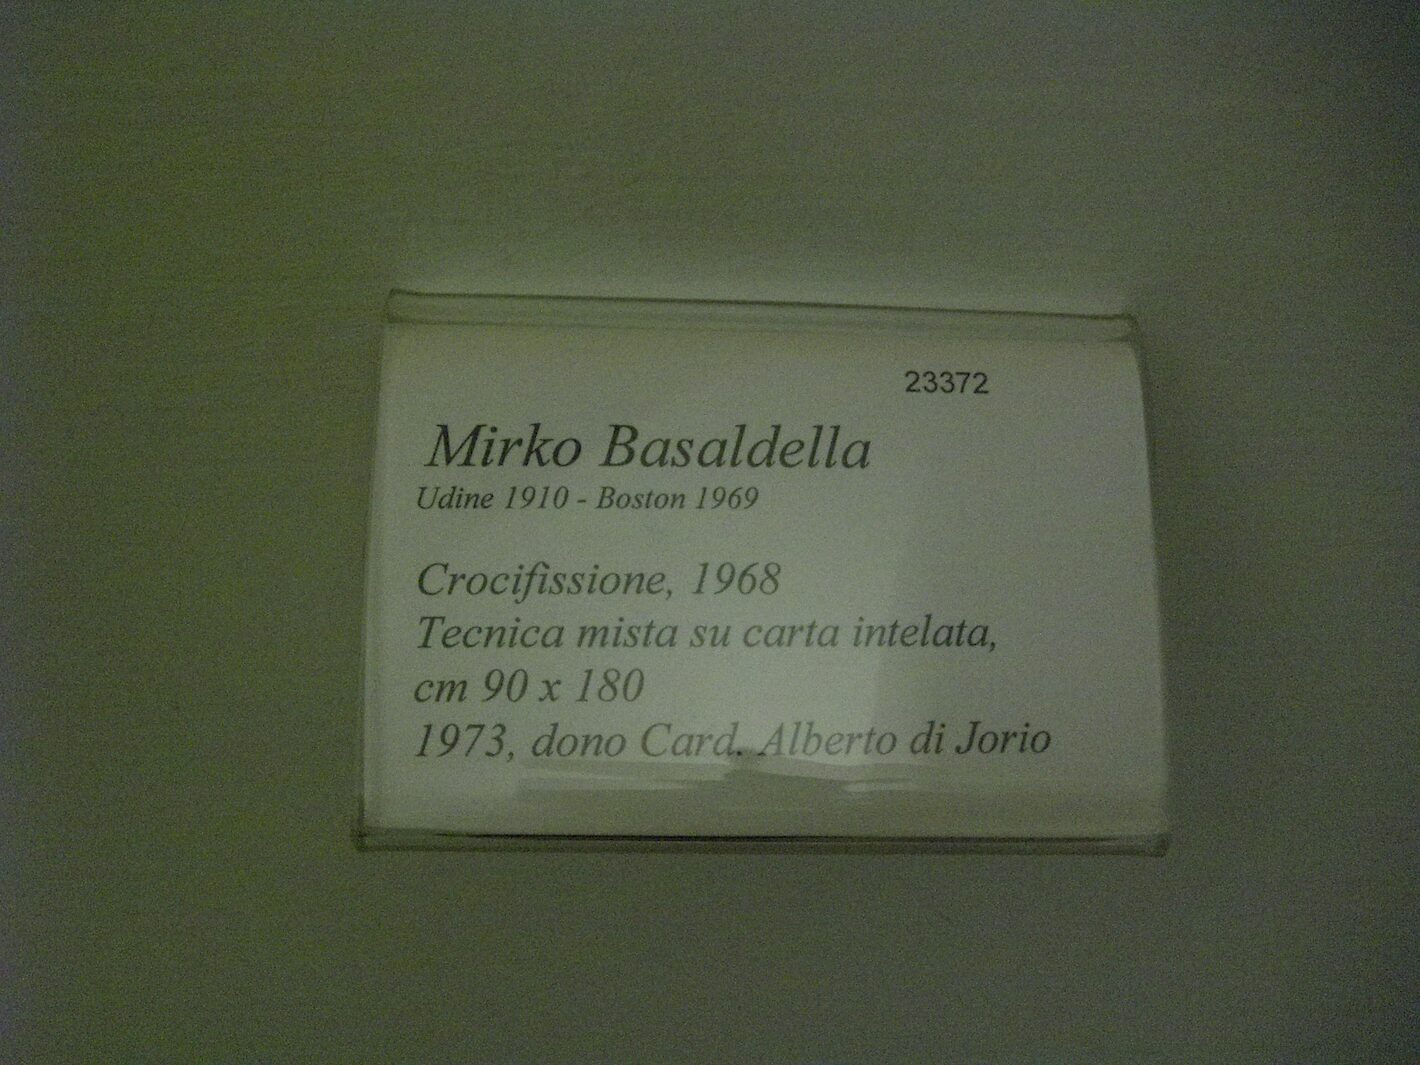 23372
Mirko Basaldella
Udine 1910 - Boston 1969
Crocifissione, 1968
Tecnica mista su carta intelata,
cm 90 x 180
1973, dono Card. Alberto di Jorio